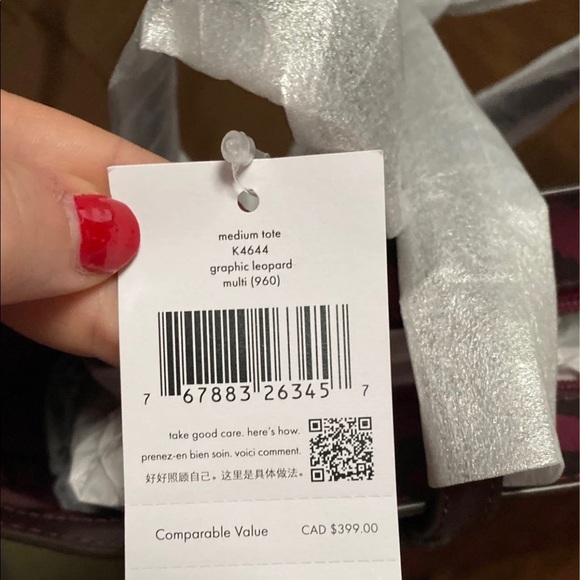 medium tote
K4644
graphic leopard
multi (960)
7 67883 26345 7
take good care. here's how.
prenez-en bien soin. voici comment.
好好照顾自己。这里是具体做法。
Comparable Value CAD $399.00